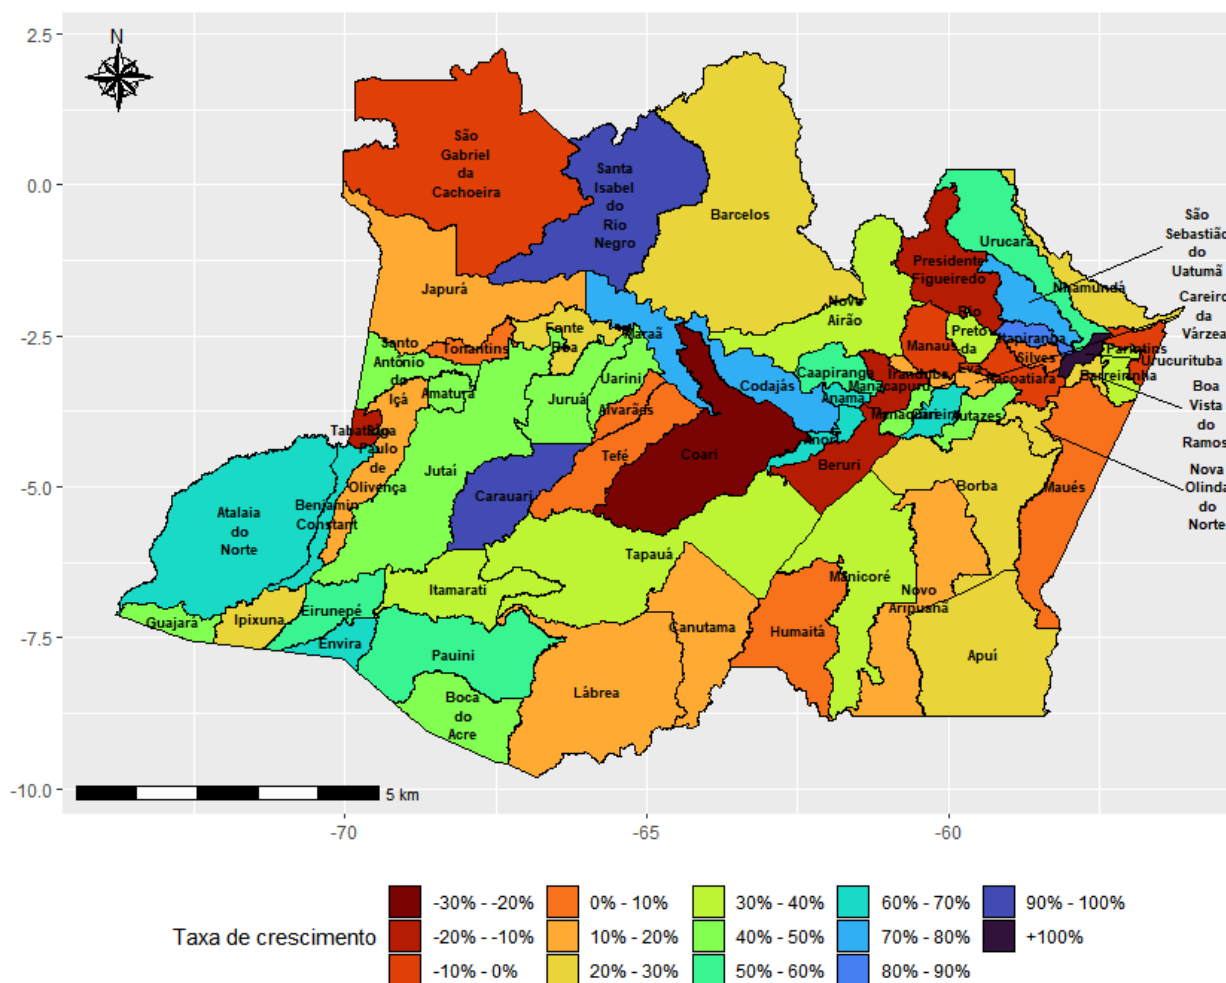 2.5
N
São
Gabriel
da
Cachoeira
Santa
Isabel
do
Rio
Negro
Barcelos
0.0
São
Sebastião
do
Uatumã
Urucará
Presidente
Figueiredo
Nhamundá
Careiro
da
Várzea
Japurá
Novo
Airão
Rio
Preto
da
Eva
-2.5
Santo
Antônio
do
Içá
Tonantins
Fonte
Boa
Maraã
Manaus
Itapiranga
Silves
Parintins
Urucurituba
Barreirinha
Boa
Vista
do
Ramos
Amaturá
Juruá
Uarini
Alvarães
Codajás
Caapiranga
Manacapuru
Iranduba
Itacoatiara
Anamã
Manaquiri
Careiro
Autazes
Tabatinga
São
Paulo
de
Olivença
Jutaí
Tefé
Coari
Anori
Beruri
Nova
Olinda
do
Norte
-5.0
Atalaia
do
Norte
Benjamin
Constant
Carauari
Borba
Maués
Tapauá
Itamarati
Manicoré
Novo
Aripuanã
Guajará
Ipixuna
Eirunepé
Envira
Pauini
Canutama
Humaitá
Apuí
-7.5
Boca
do
Acre
Lábrea
-10.0
5 km
-70
-65
-60
Taxa de crescimento
-30% - -20%
-20% - -10%
-10% - 0%
0% - 10%
10% - 20%
20% - 30%
30% - 40%
40% - 50%
50% - 60%
60% - 70%
70% - 80%
80% - 90%
90% - 100%
+100%